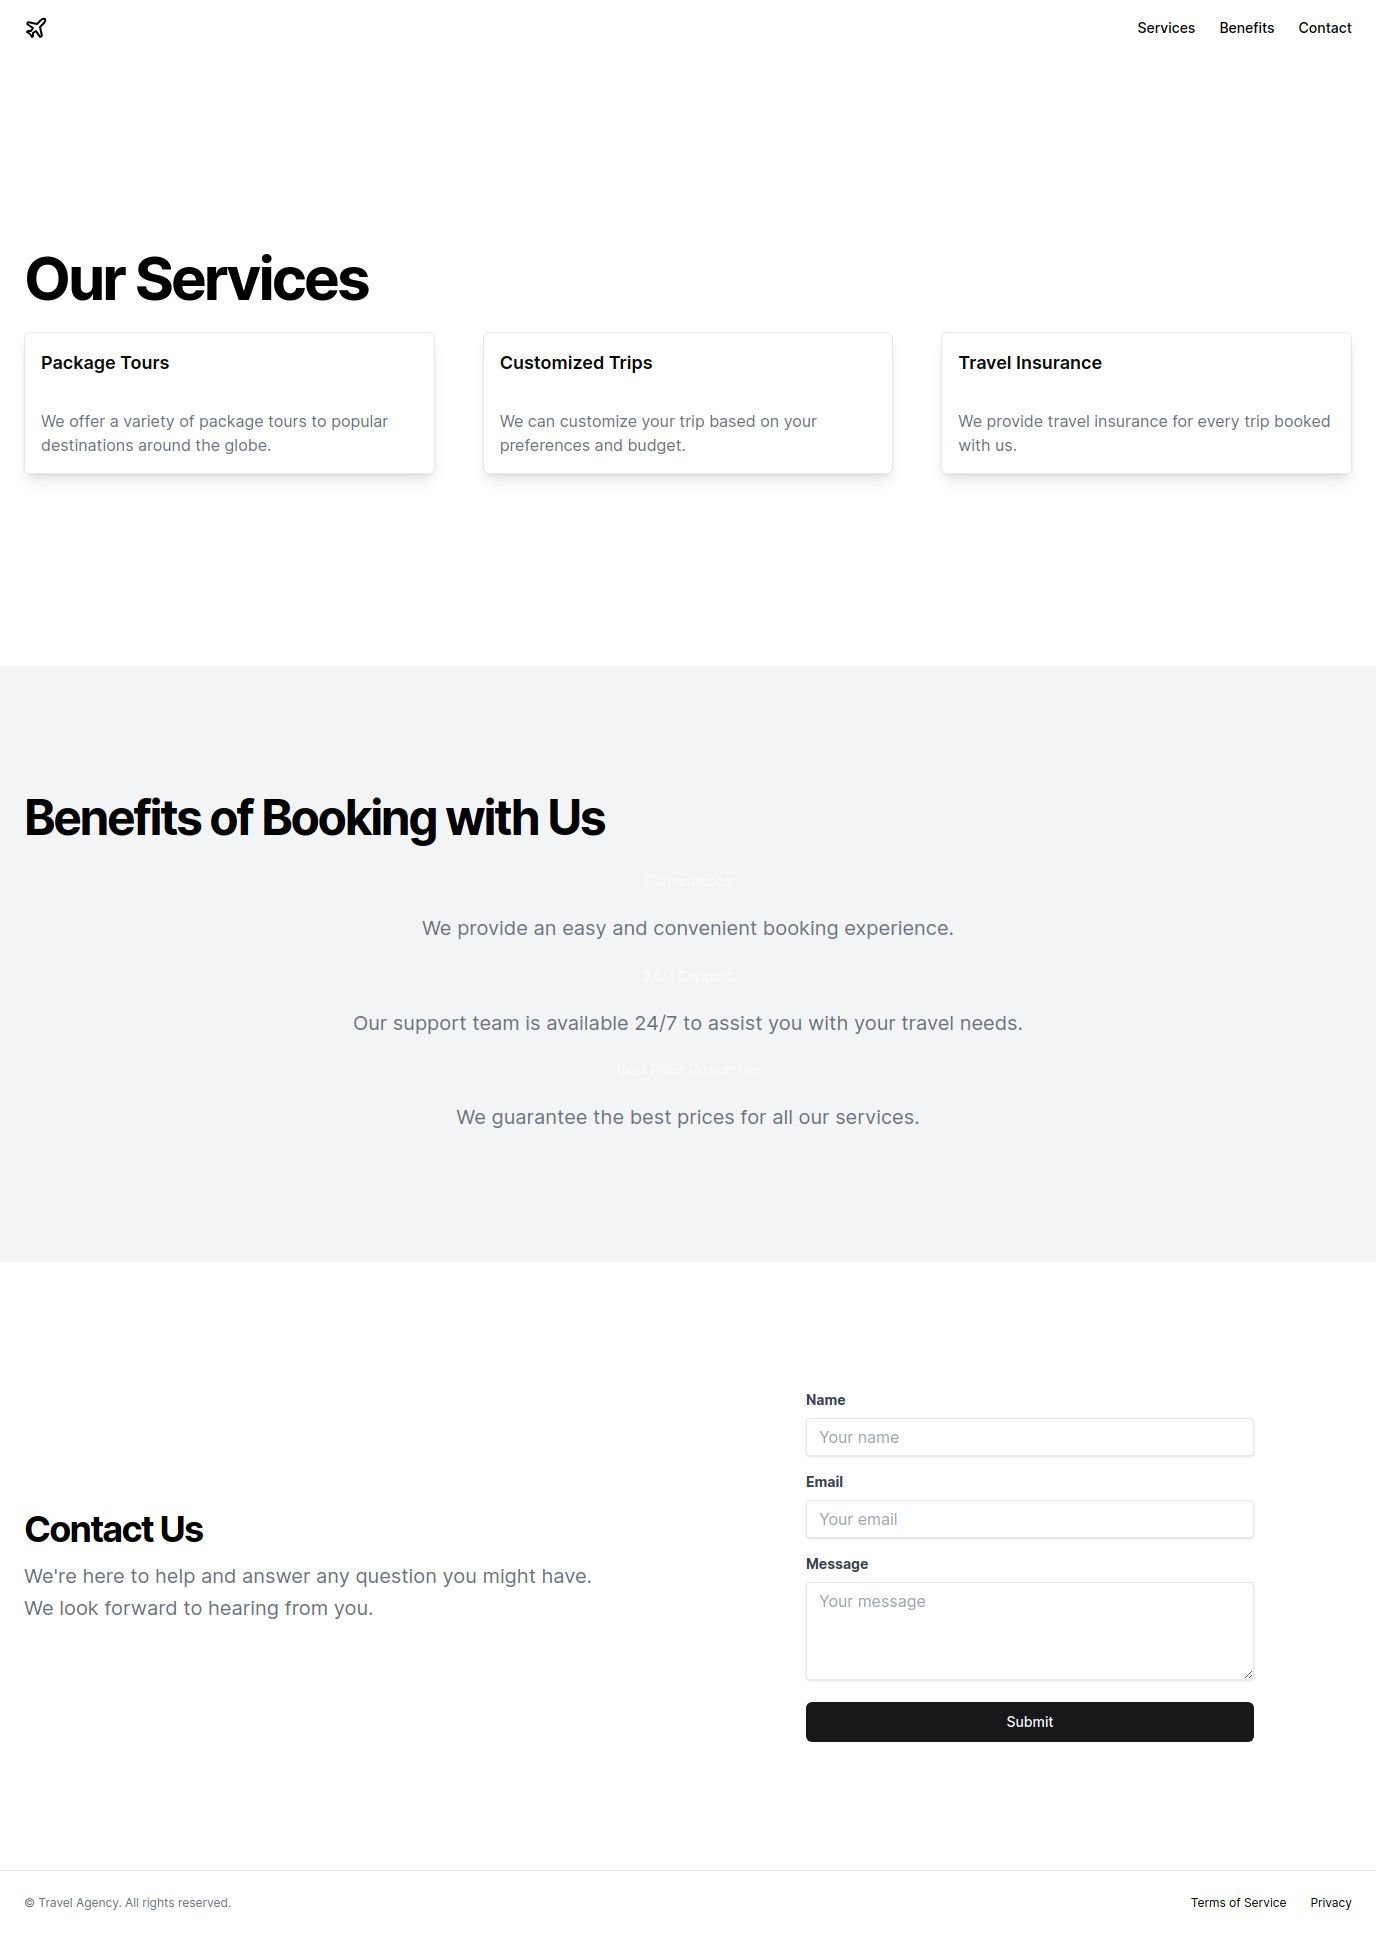 Services Benefits Contact
Our Services
Package Tours
We offer a variety of package tours to popular
destinations around the globe.
Customized Trips
We can customize your trip based on your
preferences and budget.
Travel Insurance
We provide travel insurance for every trip booked
with us.
Benefits of Booking with Us
Convenience
We provide an easy and convenient booking experience.
24/7 Support
Our support team is available 24/7 to assist you with your travel needs.
Best Price Guarantee
We guarantee the best prices for all our services.
Contact Us
We're here to help and answer any question you might have.
We look forward to hearing from you.
Name
Your name
Email
Your email
Message
Your message
Submit
© Travel Agency. All rights reserved.
Terms of Service Privacy